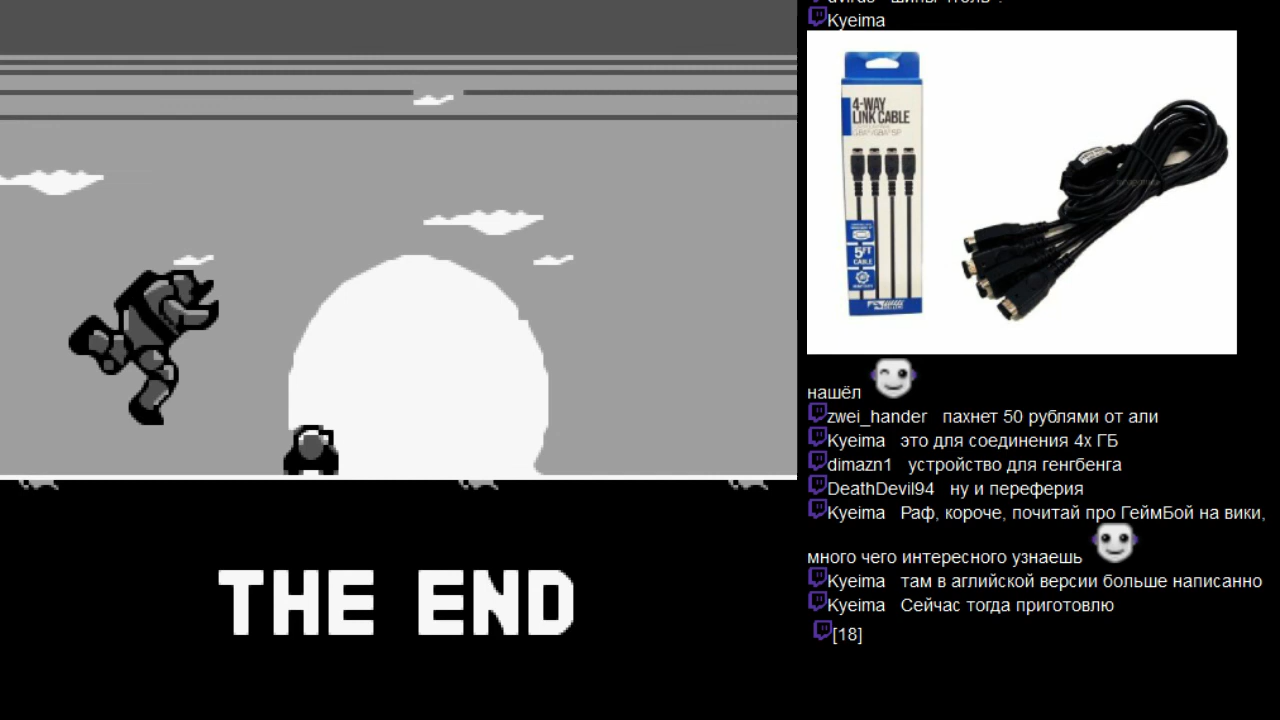 THE END
Kyeima
4-WAY
LINK CABLE
5FT
CABLE
нашёл
zwei_hander пахнет 50 рублями от али
Kyeima это для соединения 4х ГБ
dimazn1 устройство для генгбенга
DeathDevil94 ну и переферия
Kyeima Раф, короче, почитай про ГеймБой на вики,
много чего интересного узнаешь
Kyeima там в аглийской версии больше написанно
Kyeima Сейчас тогда приготовлю
[18]